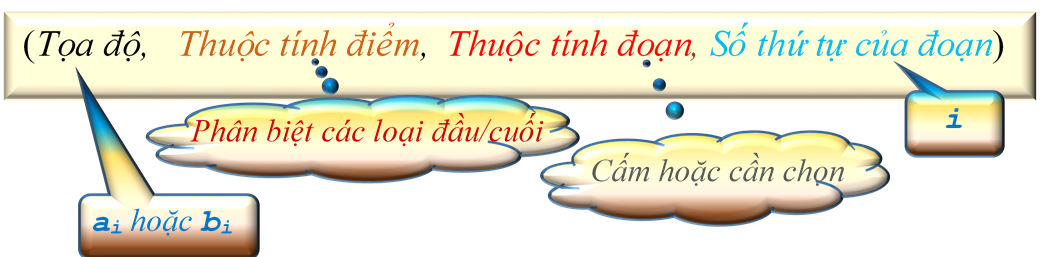 (Tọa độ, Thuộc tính điểm, Thuộc tính đoạn, Số thứ tự của đoạn)
Phân biệt các loại đầu/cuối
i
Cấm hoặc cần chọn
aᵢ hoặc bᵢ